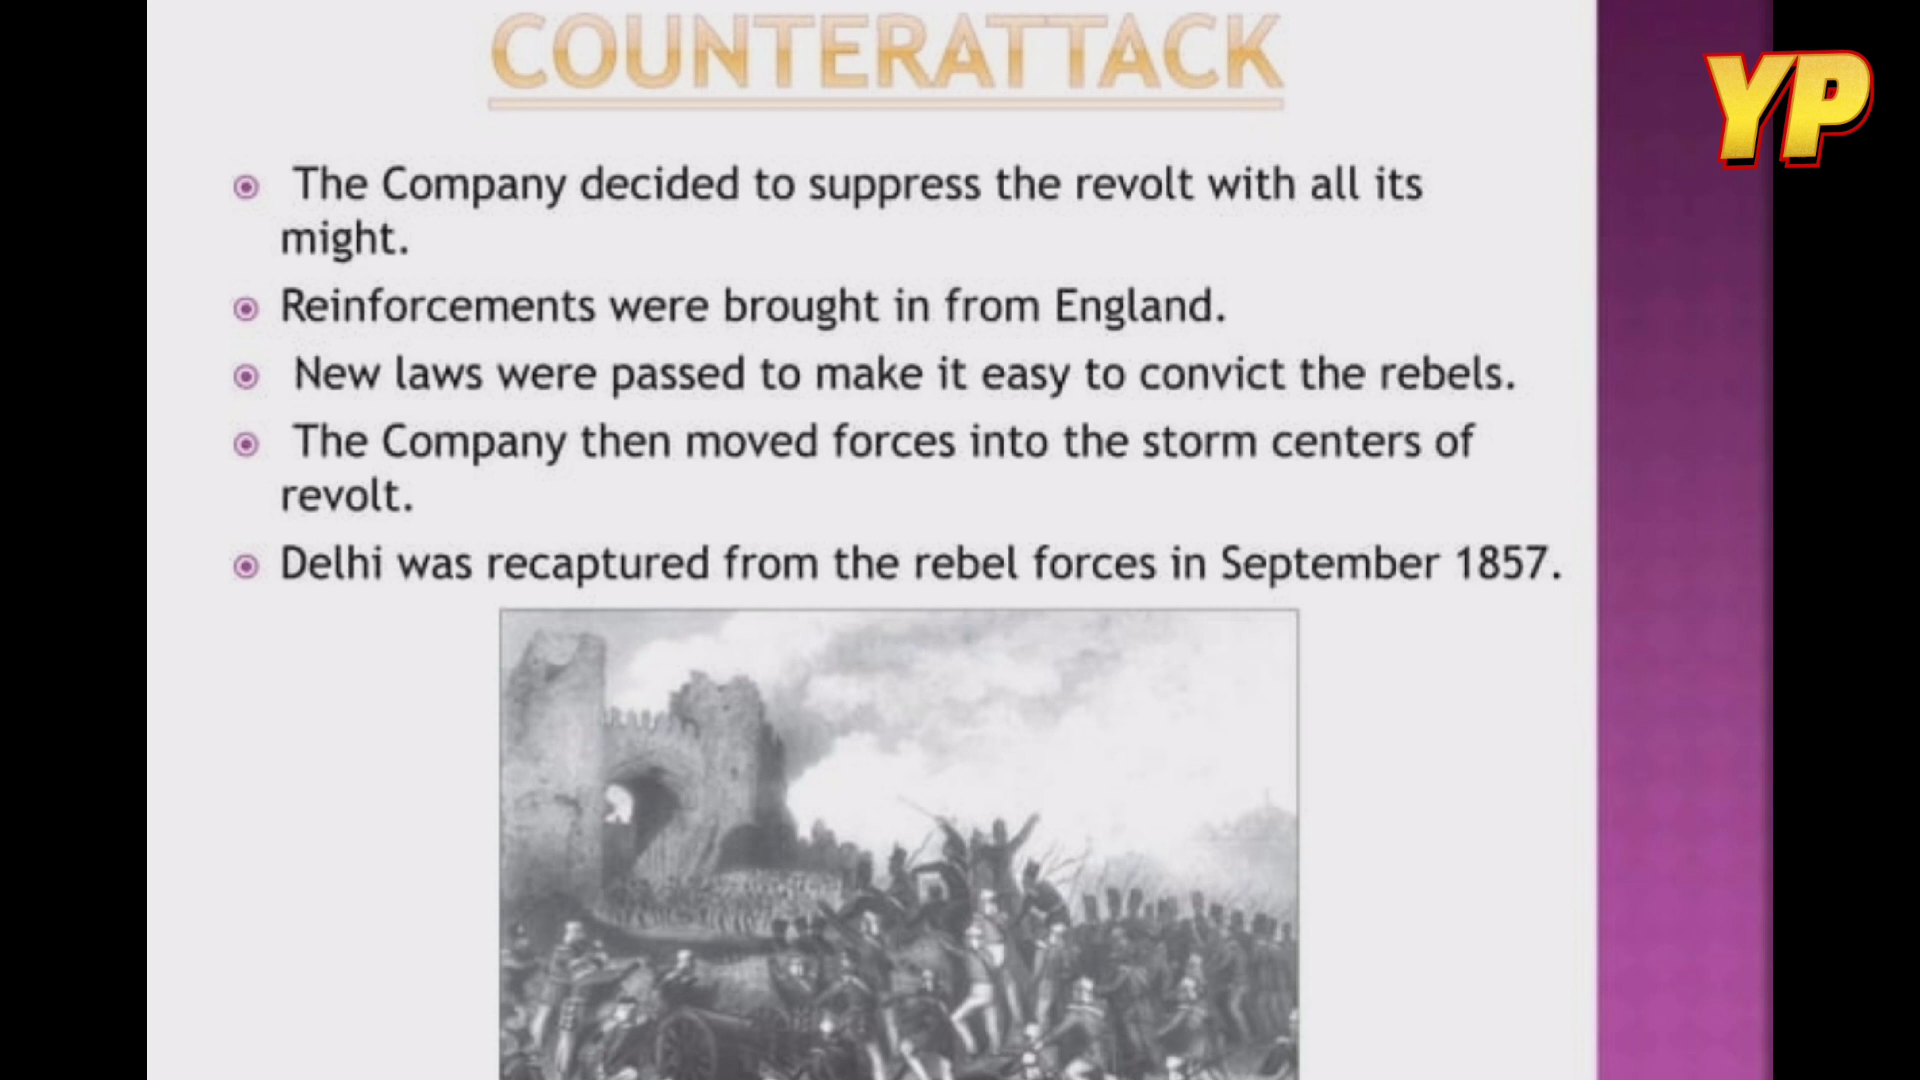 COUNTERATTACK
YP
The Company decided to suppress the revolt with all its
might.
Reinforcements were brought in from England.
New laws were passed to make it easy to convict the rebels.
The Company then moved forces into the storm centers of
revolt.
Delhi was recaptured from the rebel forces in September 1857.